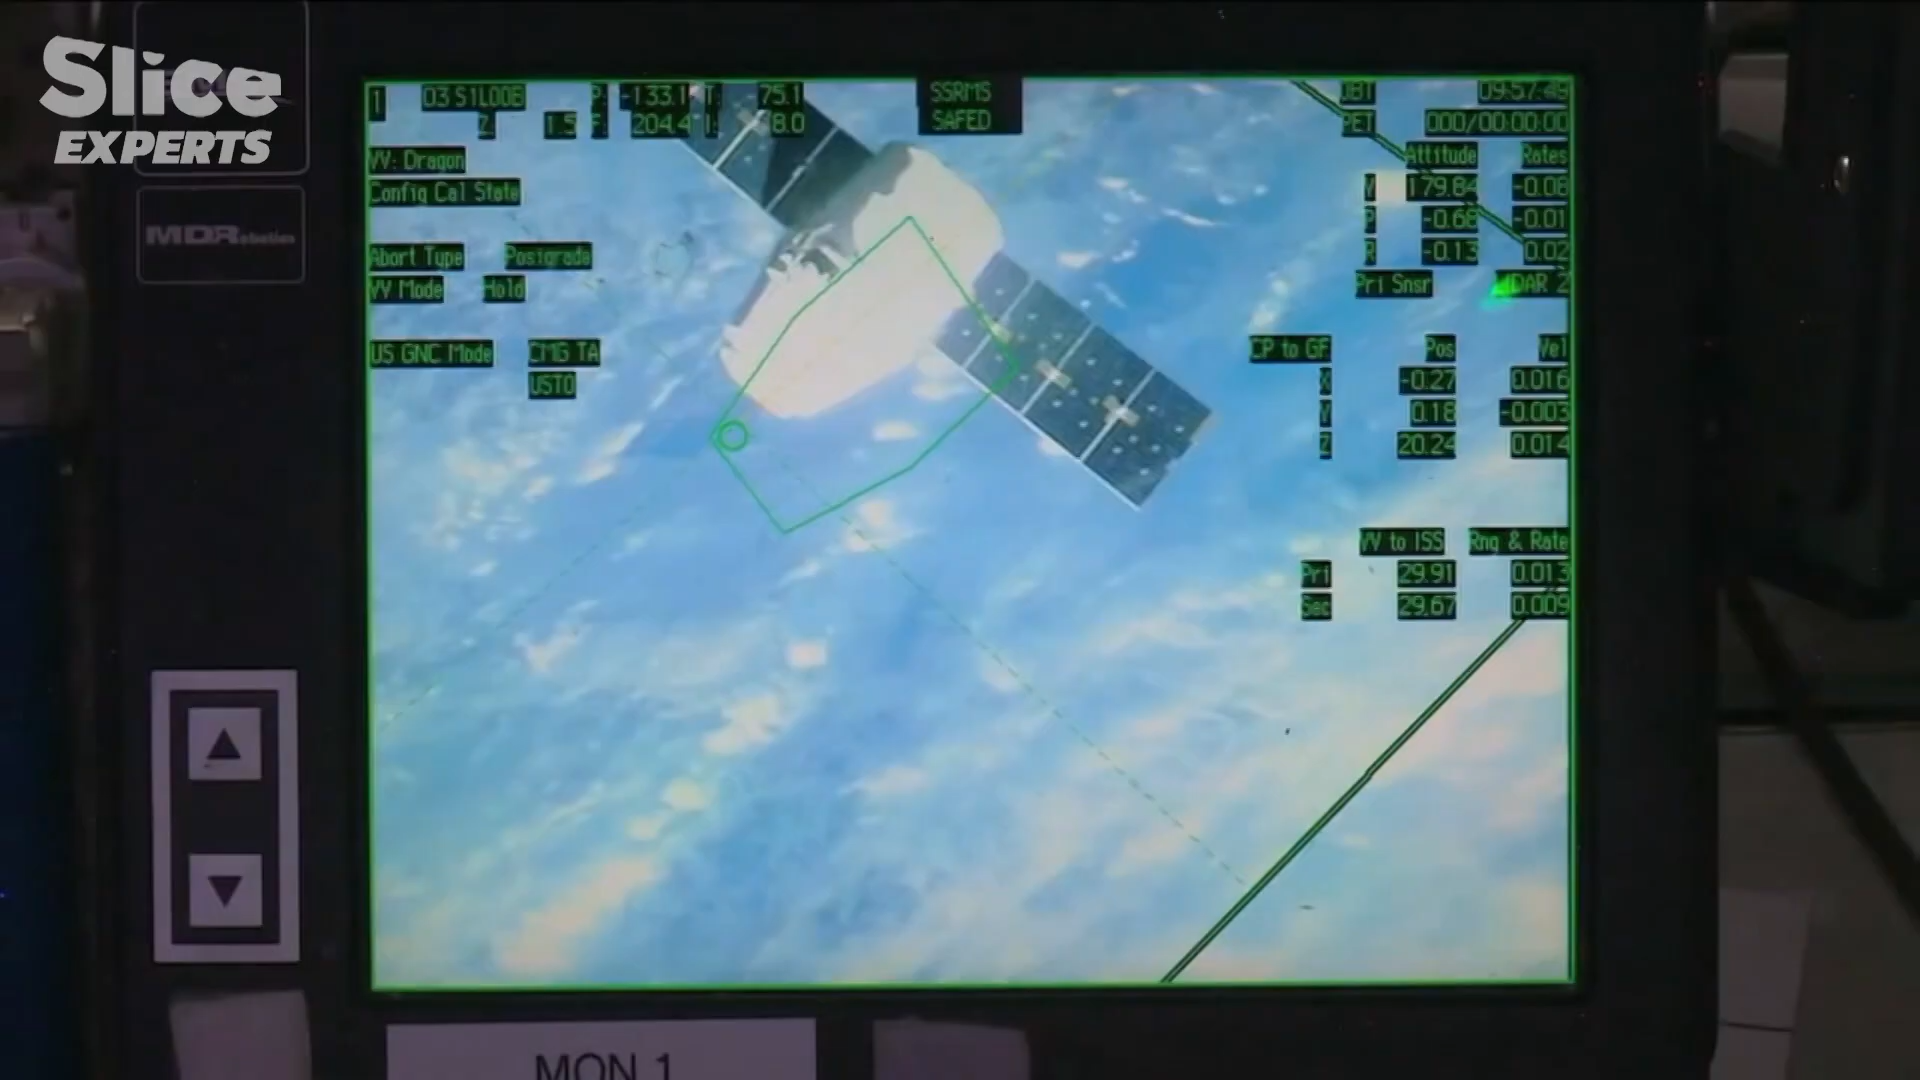 Slice
EXPERTS
MDRobotics
1 03 S1LOOB P: -133.1 T: 75.1
Z 1.5 F: 204.4 I: 8.0
SSRMS
SAFED
09:57:49
PET 000/00:00:00
VV: Dragon
Config Cal State
Attitude Rates
Y 179.84 -0.08
P -0.68 -0.01
R -0.13 0.02
Abort Type Posigrade
VV Mode Hold
Pri Snsr LIDAR 2
US GNC Mode CMG TA
USTO
CP to GF Pos Vel
X -0.27 0.016
Y 0.18 -0.003
Z 20.24 0.014
VV to ISS Rng & Rate
Pri 29.91 0.013
Sec 29.67 0.009
MON 1